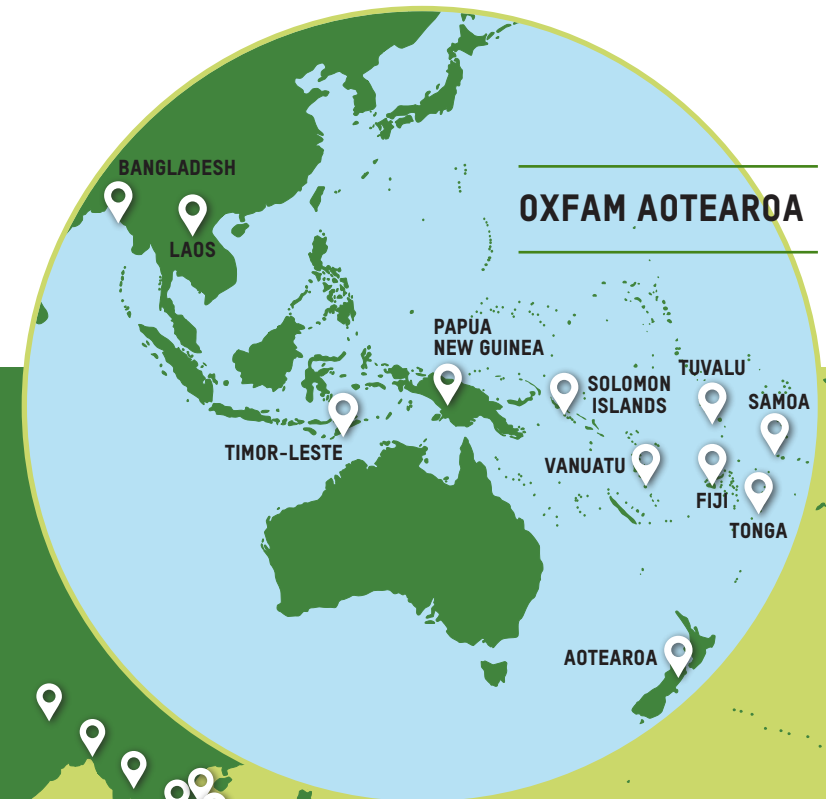 BANGLADESH
OXFAM AOTEAROA
LAOS
PAPUA
NEW GUINEA
TUVALU
SOLOMON
ISLANDS
SAMOA
TIMOR-LESTE
VANUATU
FIJI
TONGA
AOTEAROA